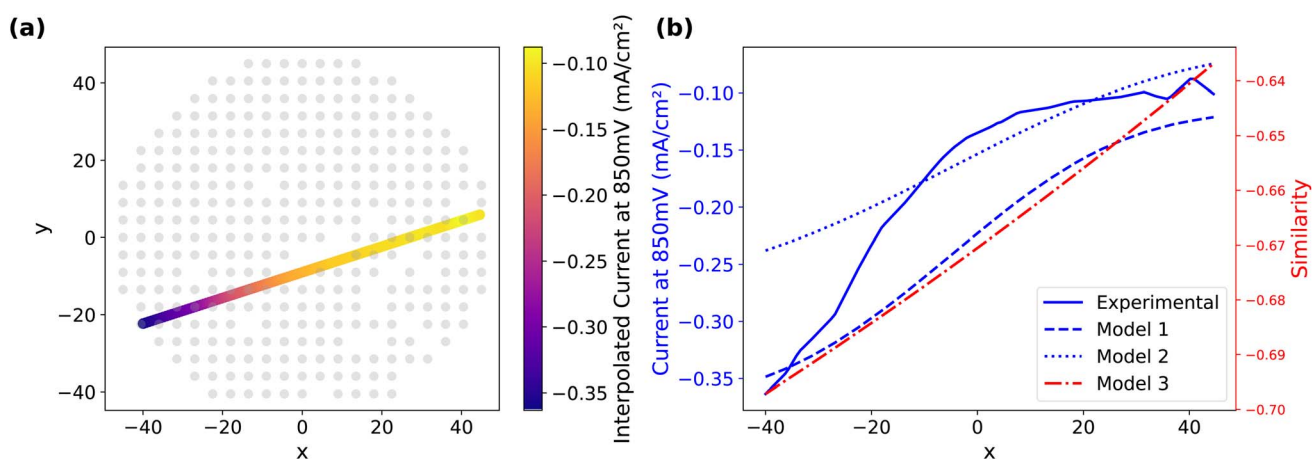 (a)
y
40
20
0
−20
−40
−40
−20
0
20
40
x
−0.10
−0.15
−0.20
−0.25
−0.30
−0.35
Interpolated Current at 850mV (mA/cm²)
(b)
Current at 850mV (mA/cm²)
−0.10
−0.15
−0.20
−0.25
−0.30
−0.35
−40
−20
0
20
40
x
Experimental
Model 1
Model 2
Model 3
−0.64
−0.65
−0.66
−0.67
−0.68
−0.69
−0.70
Similarity